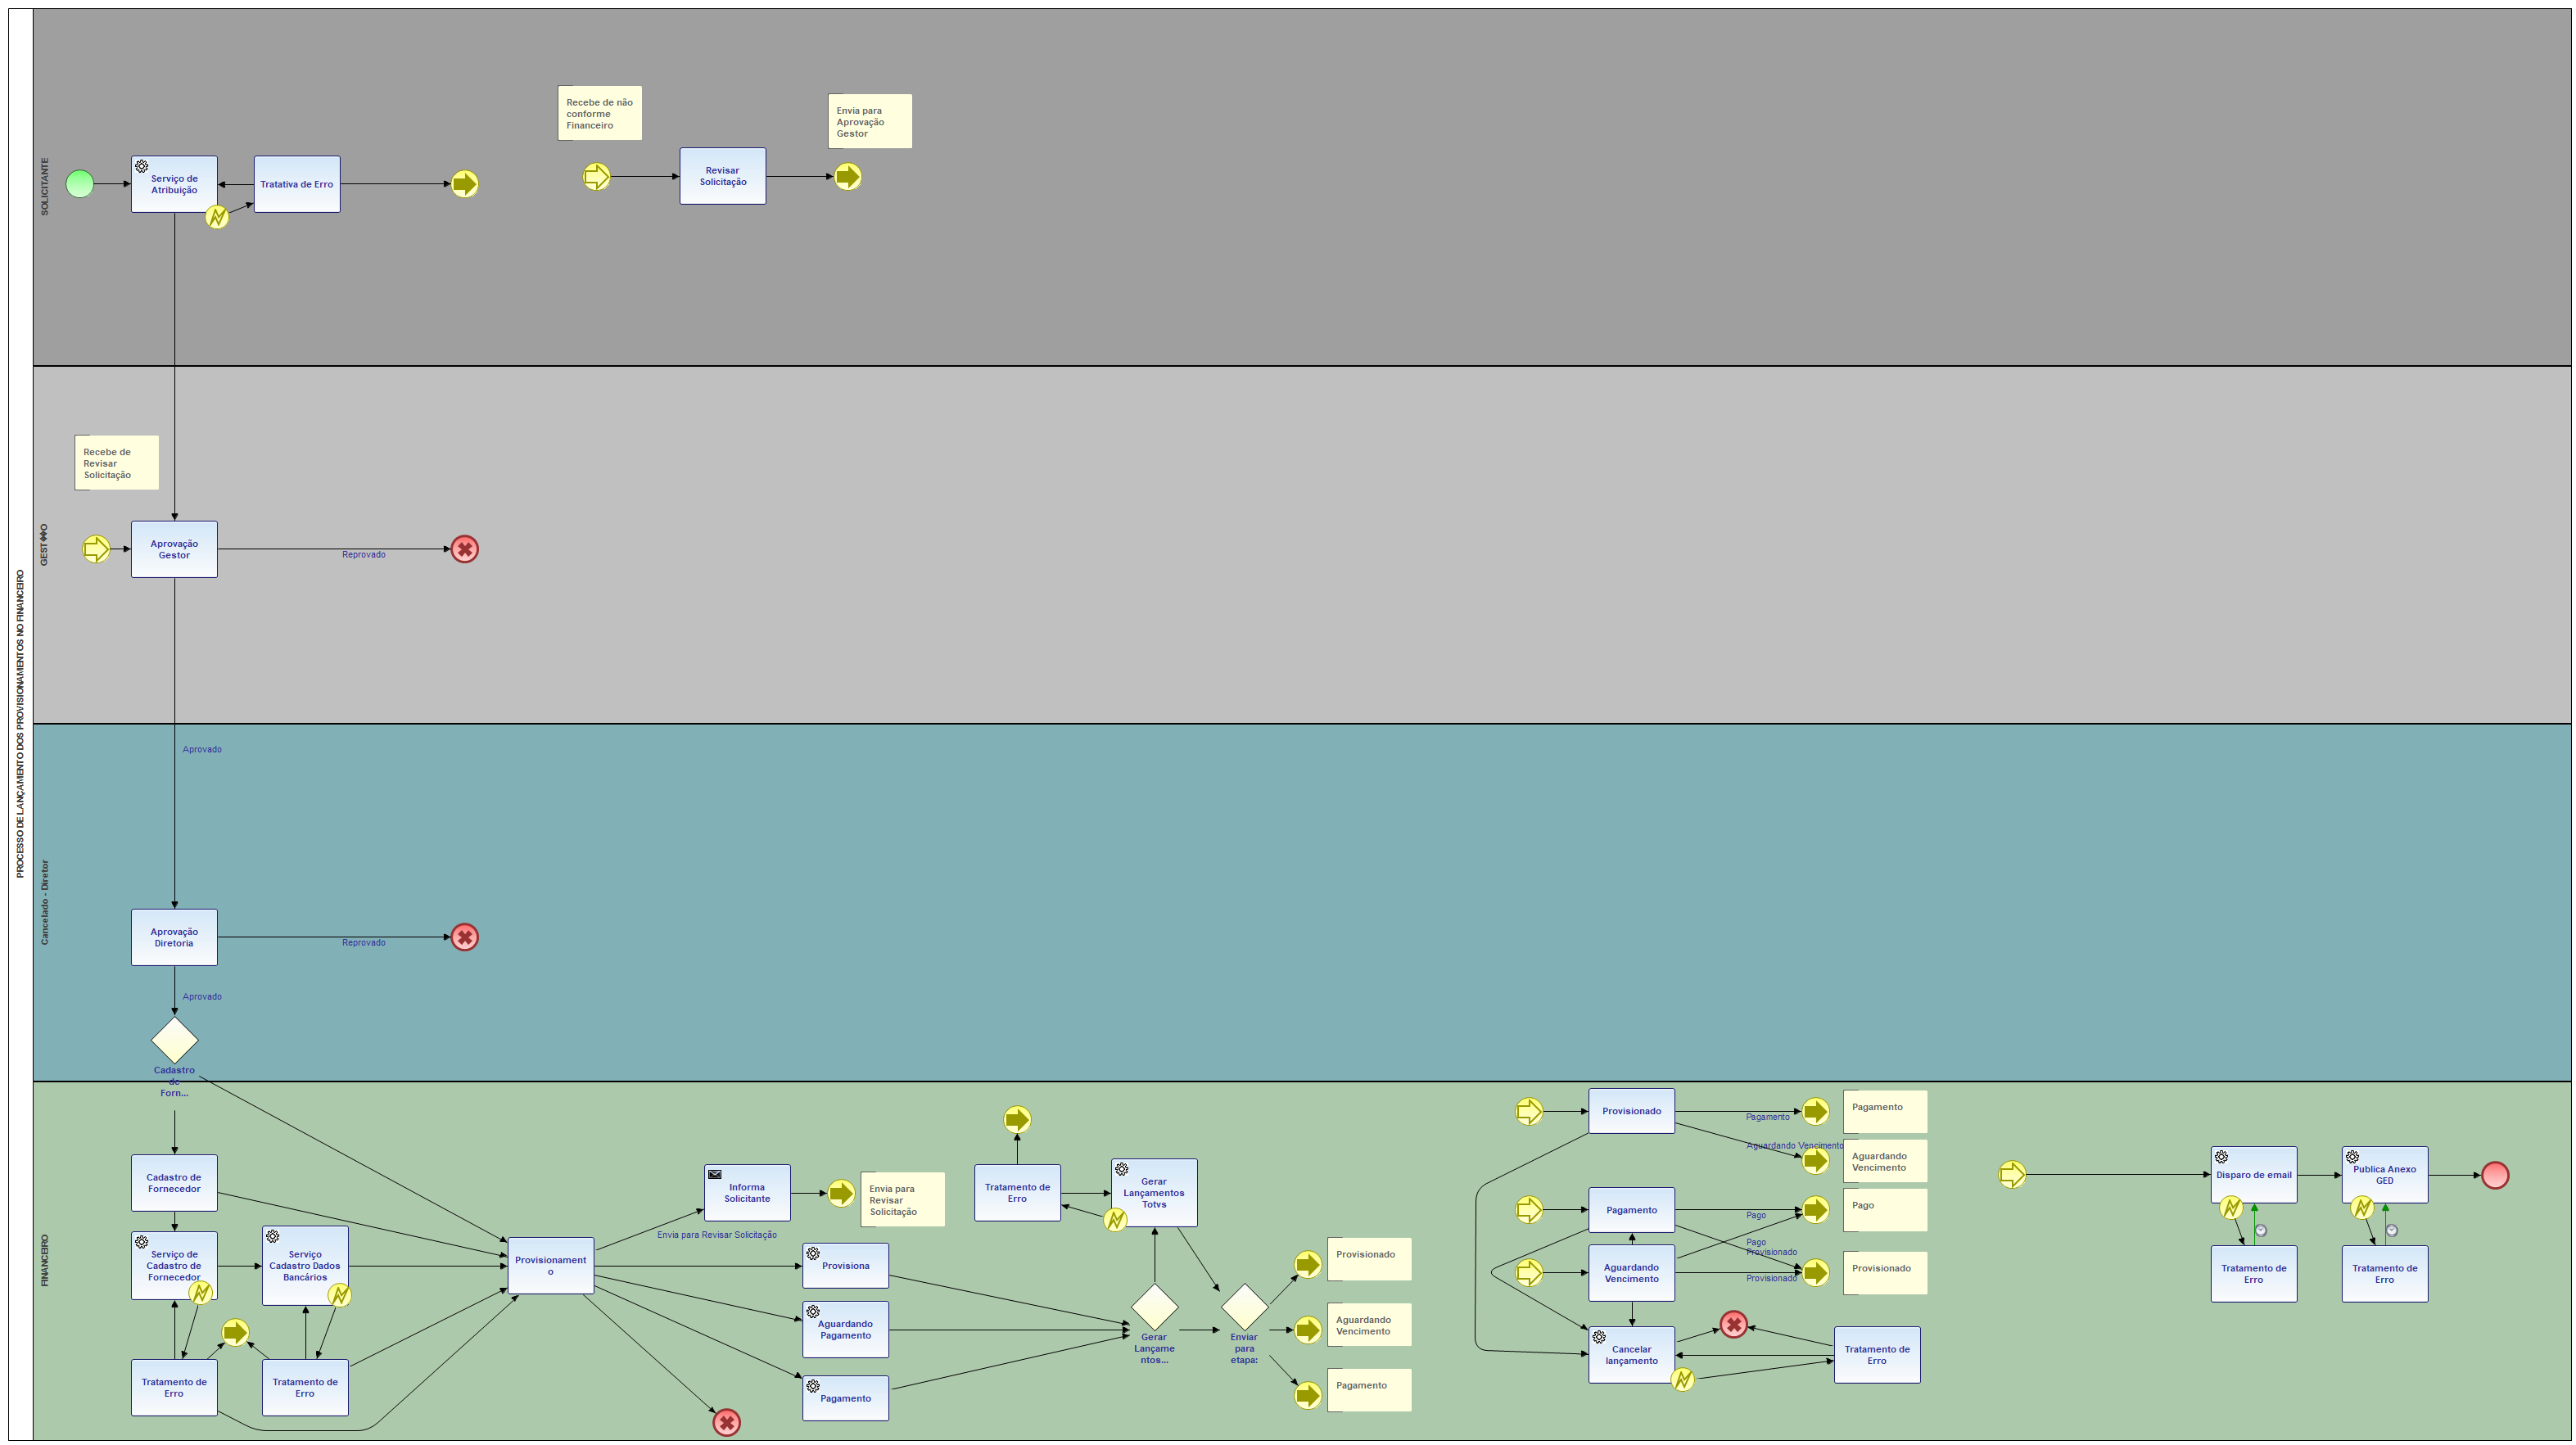 PROCESSO DE LANÇAMENTO DOS PROVISIONAMENTOS NO FINANCEIRO
SOLICITANTE
Serviço de
Atribuição
Tratativa de Erro
Recebe de não
conforme
Financeiro
Revisar
Solicitação
Envia para
Aprovação
Gestor
GEST��O
Recebe de
Revisar
Solicitação
Aprovação
Gestor
Reprovado
Cancelado - Diretor
Aprovado
Aprovação
Diretoria
Reprovado
Aprovado
Cadastro
de
Forn...
FINANCEIRO
Cadastro de
Fornecedor
Serviço de
Cadastro de
Fornecedor
Serviço
Cadastro Dados
Bancários
Tratamento de
Erro
Tratamento de
Erro
Provisionament
o
Informa
Solicitante
Envia para
Revisar
Solicitação
Envia para Revisar Solicitação
Provisiona
Aguardando
Pagamento
Pagamento
Tratamento de
Erro
Gerar
Lançamentos
Totvs
Gerar
Lançame
ntos...
Enviar
para
etapa:
Provisionado
Aguardando
Vencimento
Pagamento
Provisionado
Pagamento
Pagamento
Aguardando Vencimento
Aguardando
Vencimento
Pagamento
Pago
Pago
Pago
Provisionado
Aguardando
Vencimento
Provisionado
Provisionado
Cancelar
lançamento
Tratamento de
Erro
Disparo de email
Publica Anexo
GED
Tratamento de
Erro
Tratamento de
Erro